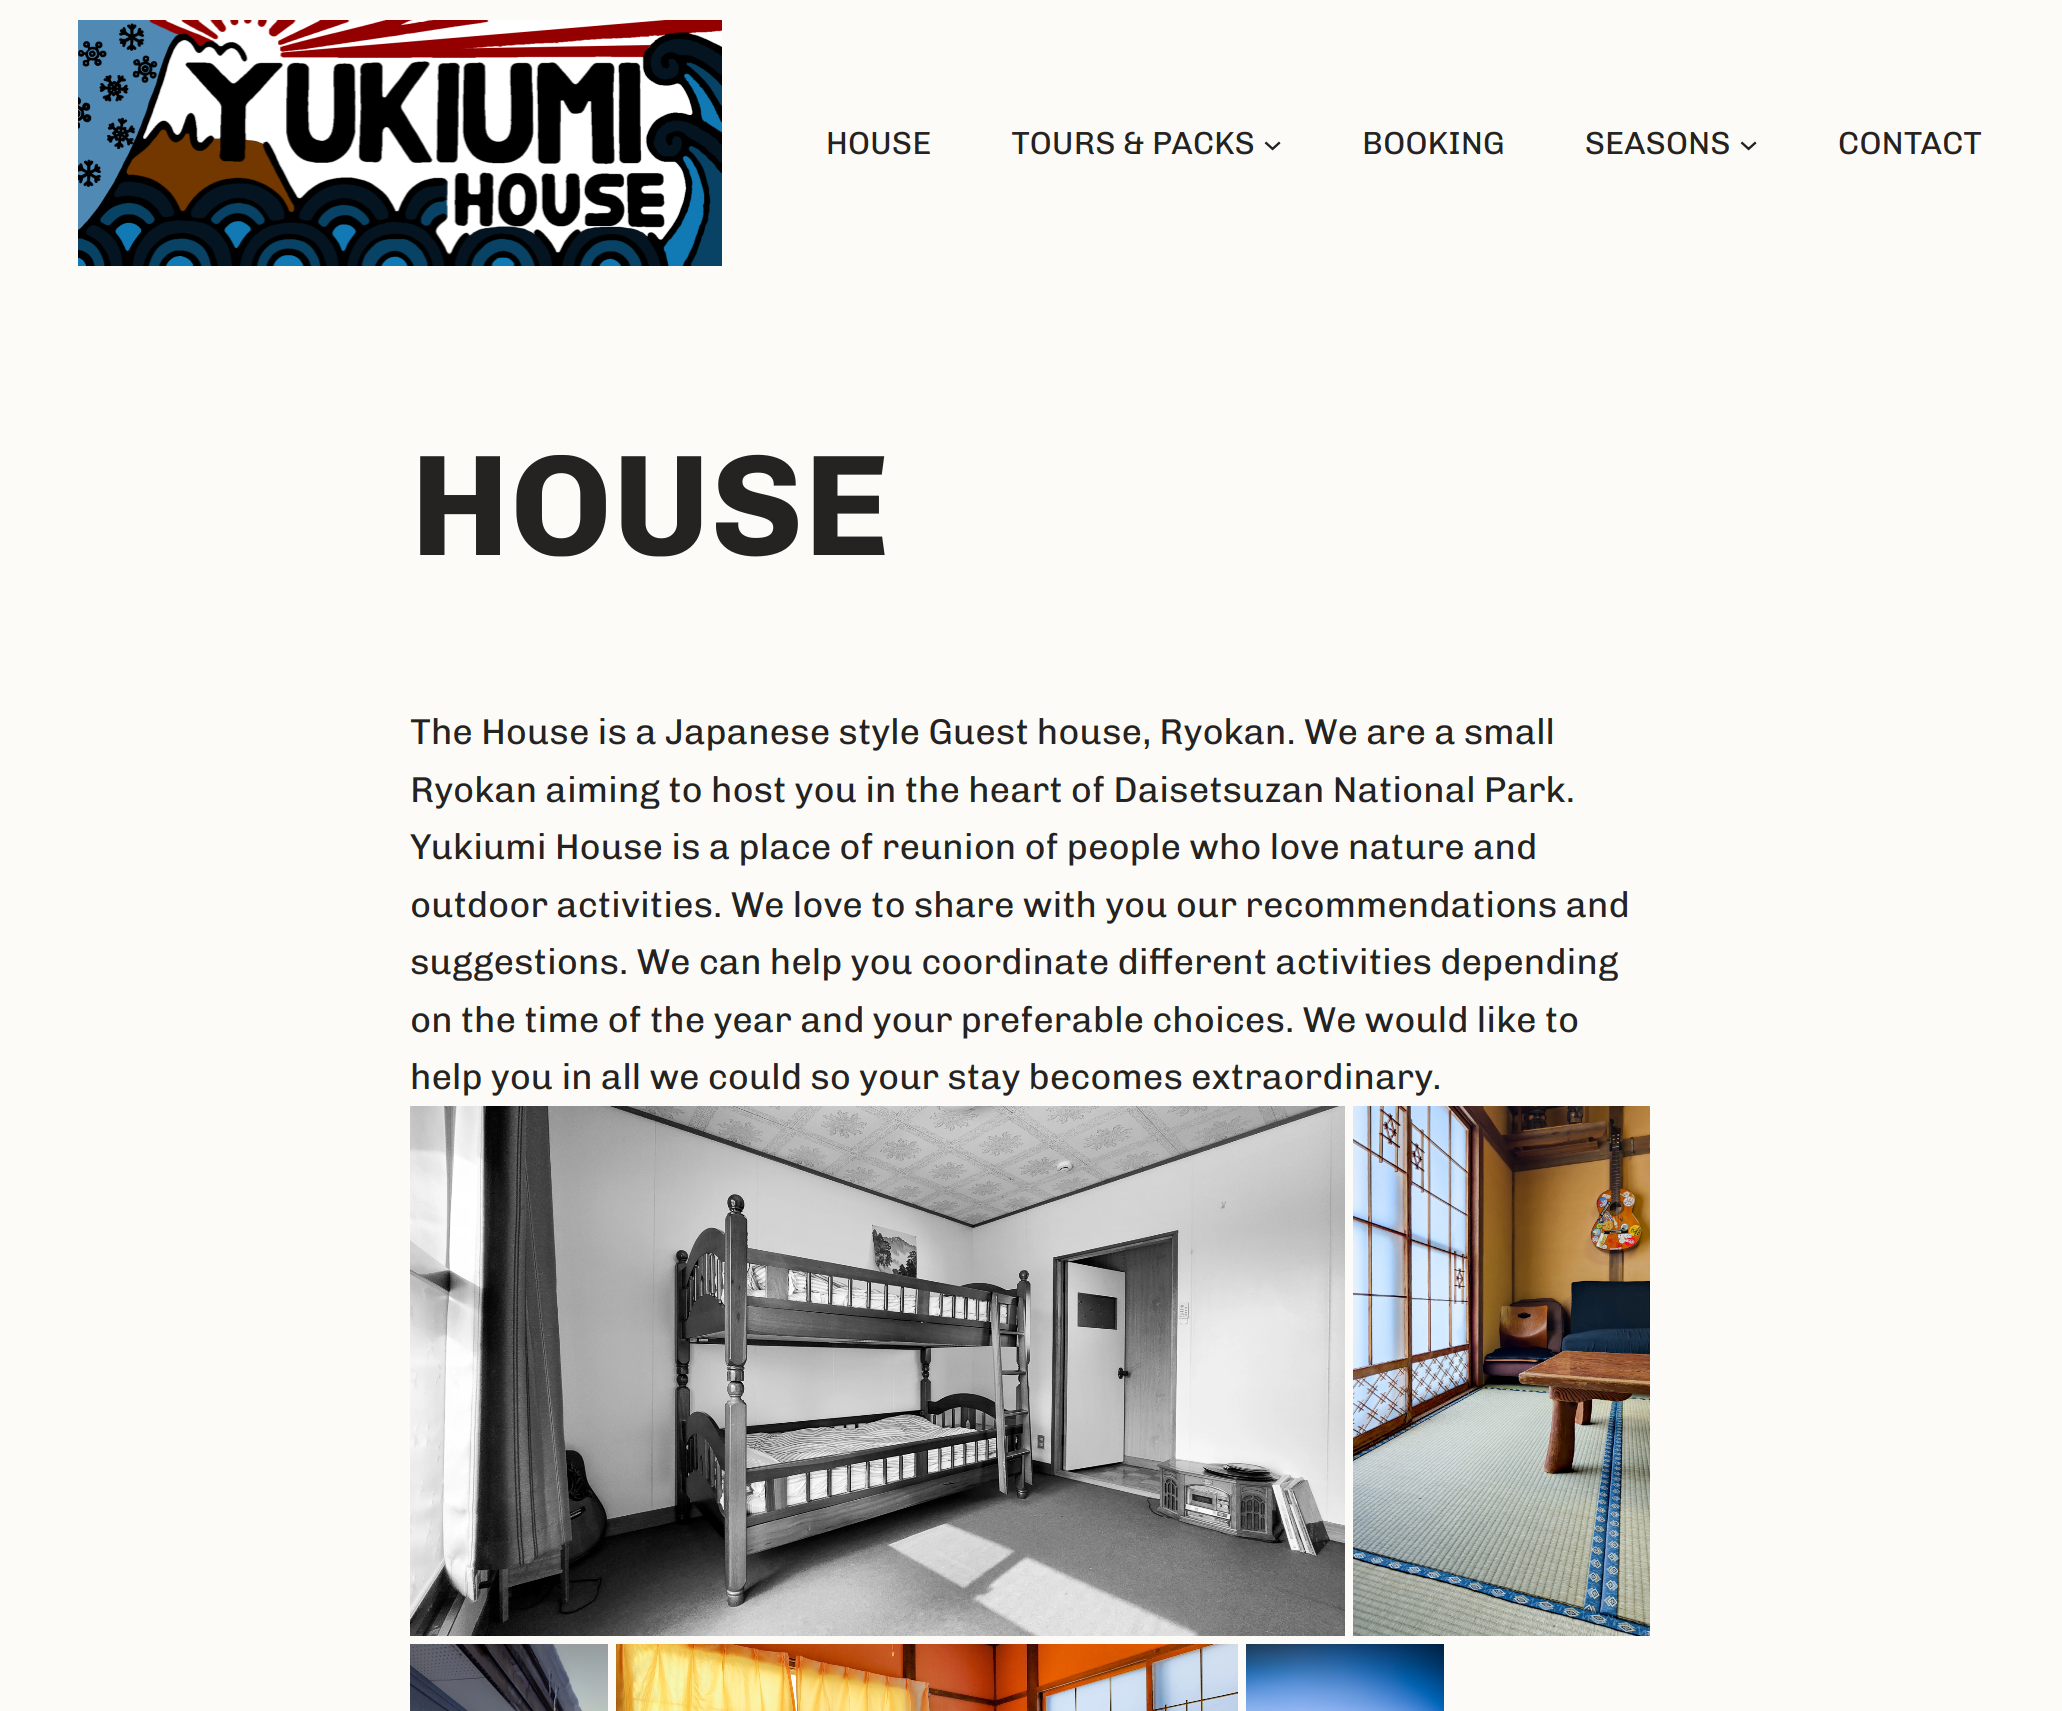 YUKIUMI
HOUSE
HOUSE
TOURS & PACKS
BOOKING
SEASONS
CONTACT
HOUSE
The House is a Japanese style Guest house, Ryokan. We are a small
Ryokan aiming to host you in the heart of Daisetsuzan National Park.
Yukiumi House is a place of reunion of people who love nature and
outdoor activities. We love to share with you our recommendations and
suggestions. We can help you coordinate different activities depending
on the time of the year and your preferable choices. We would like to
help you in all we could so your stay becomes extraordinary.